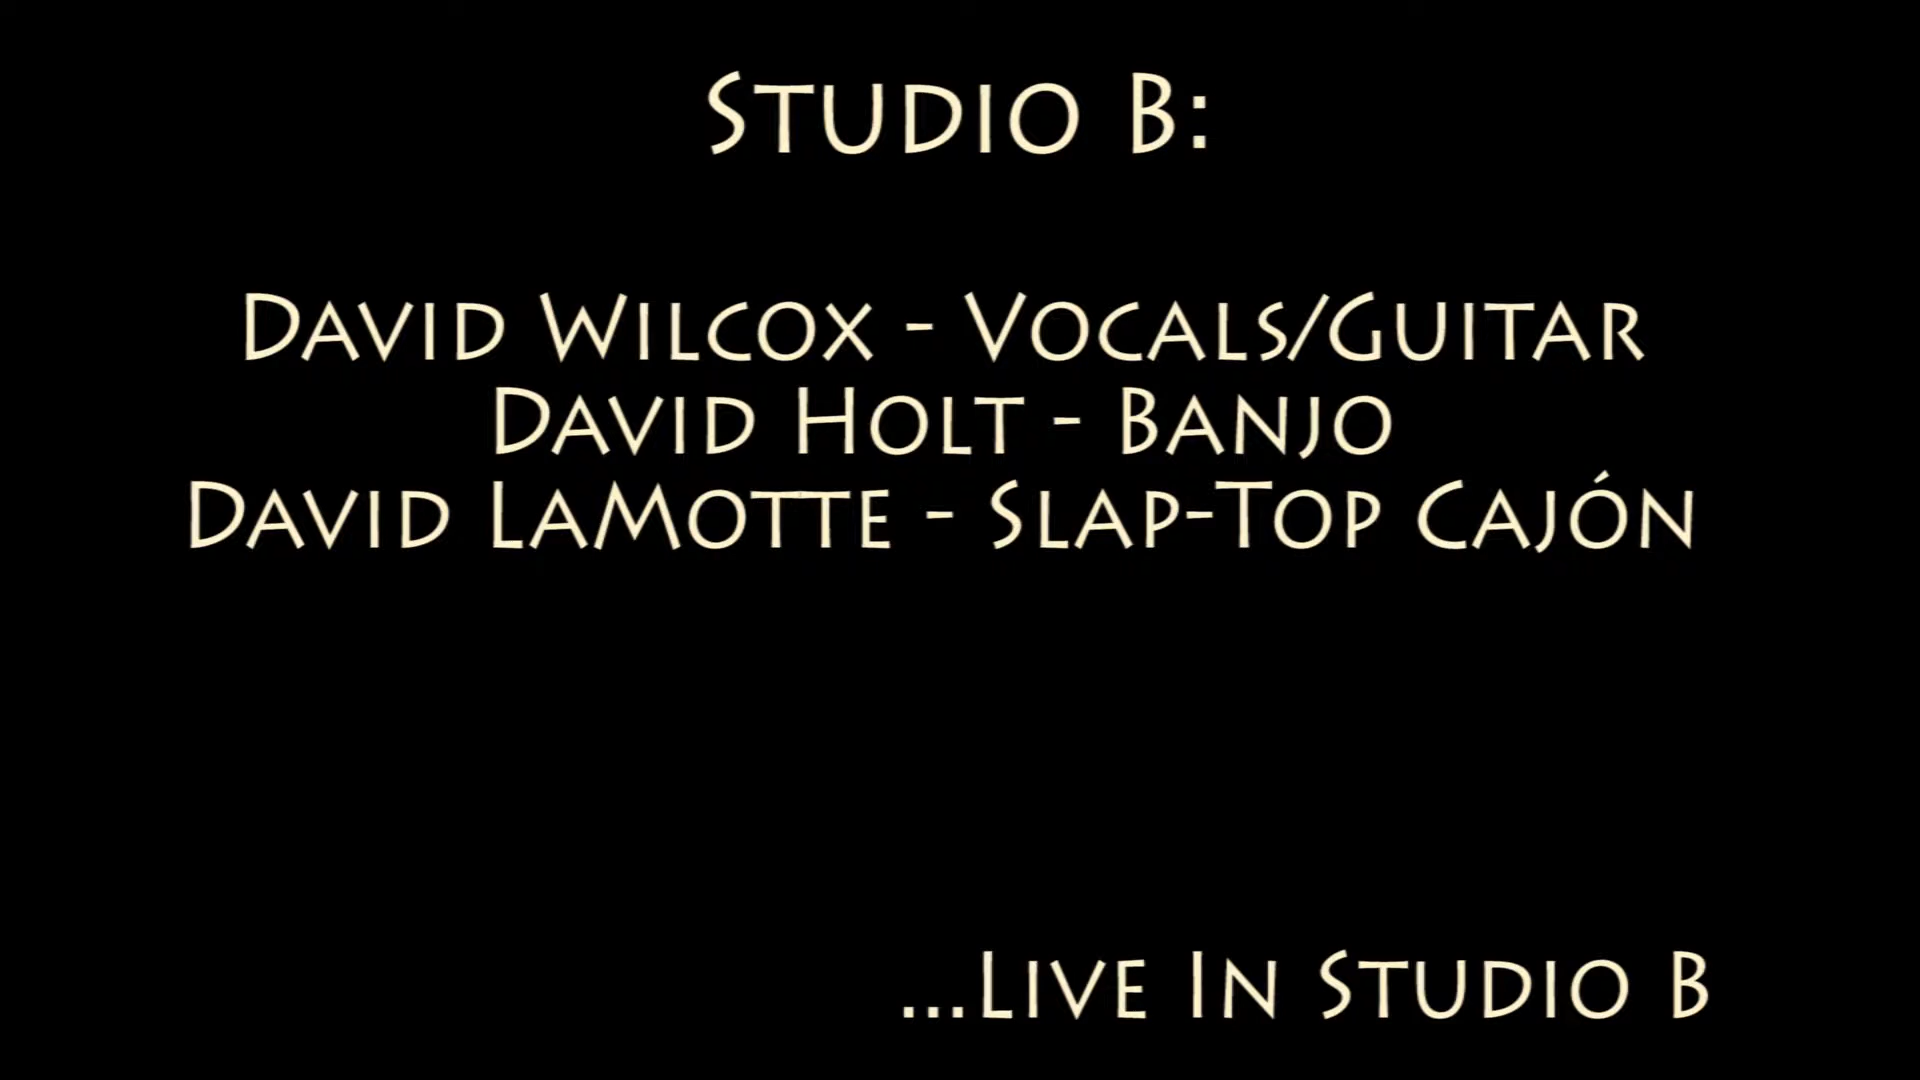 Studio B:
David Wilcox - Vocals/Guitar
David Holt - Banjo
David LaMotte - Slap-Top Cajón
...Live In Studio B